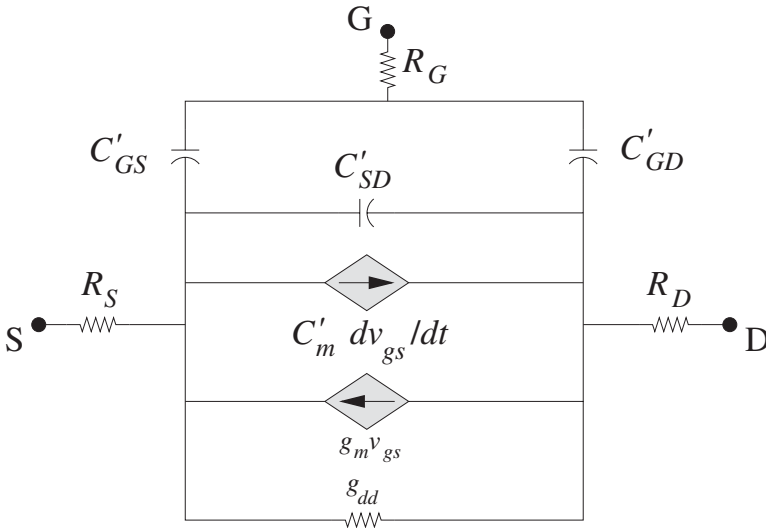 G
R_G
C'_GS
C'_SD
C'_GD
R_S
R_D
S
C'_m dv_gs/dt
D
g_m v_gs
g_dd